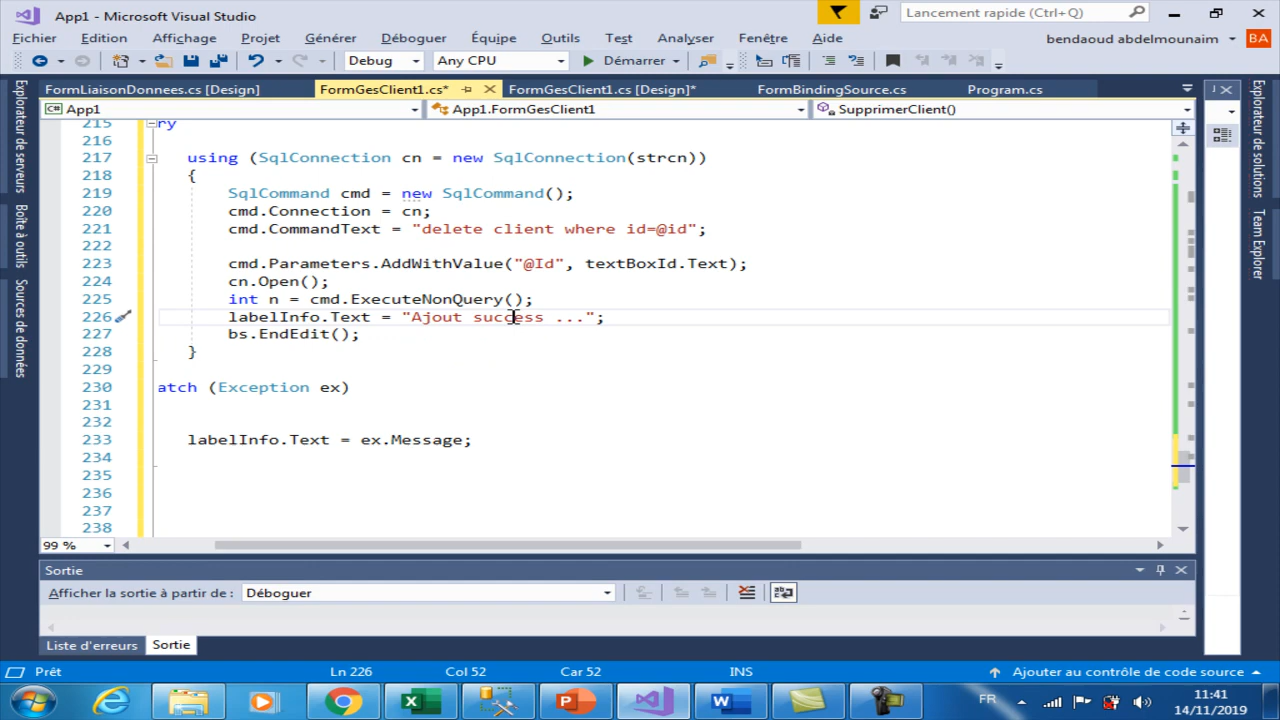 App1 - Microsoft Visual Studio
Lancement rapide (Ctrl+Q)
Fichier Edition Affichage Projet Générer Déboguer Équipe Outils Test Analyser Fenêtre Aide
bendaoud abdelmounaim BA
Debug Any CPU Démarrer
FormLiaisonDonnees.cs [Design] FormGesClient1.cs* FormGesClient1.cs [Design]* FormBindingSource.cs Program.cs
App1 App1.FormGesClient1 SupprimerClient()
Explorateur de serveurs
Boîte à outils
Sources de données
Explorateur de solutions
Team Explorer
215 ry
216
217 using (SqlConnection cn = new SqlConnection(strcn))
218 {
219 SqlCommand cmd = new SqlCommand();
220 cmd.Connection = cn;
221 cmd.CommandText = "delete client where id=@id";
222
223 cmd.Parameters.AddWithValue("@Id", textBoxId.Text);
224 cn.Open();
225 int n = cmd.ExecuteNonQuery();
226 labelInfo.Text = "Ajout success ...";
227 bs.EndEdit();
228 }
229
230 atch (Exception ex)
231
232
233 labelInfo.Text = ex.Message;
234
235
236
237
238
99 %
Sortie
Afficher la sortie à partir de : Déboguer
Liste d'erreurs Sortie
Prêt Ln 226 Col 52 Car 52 INS Ajouter au contrôle de code source
FR 11:41
14/11/2019